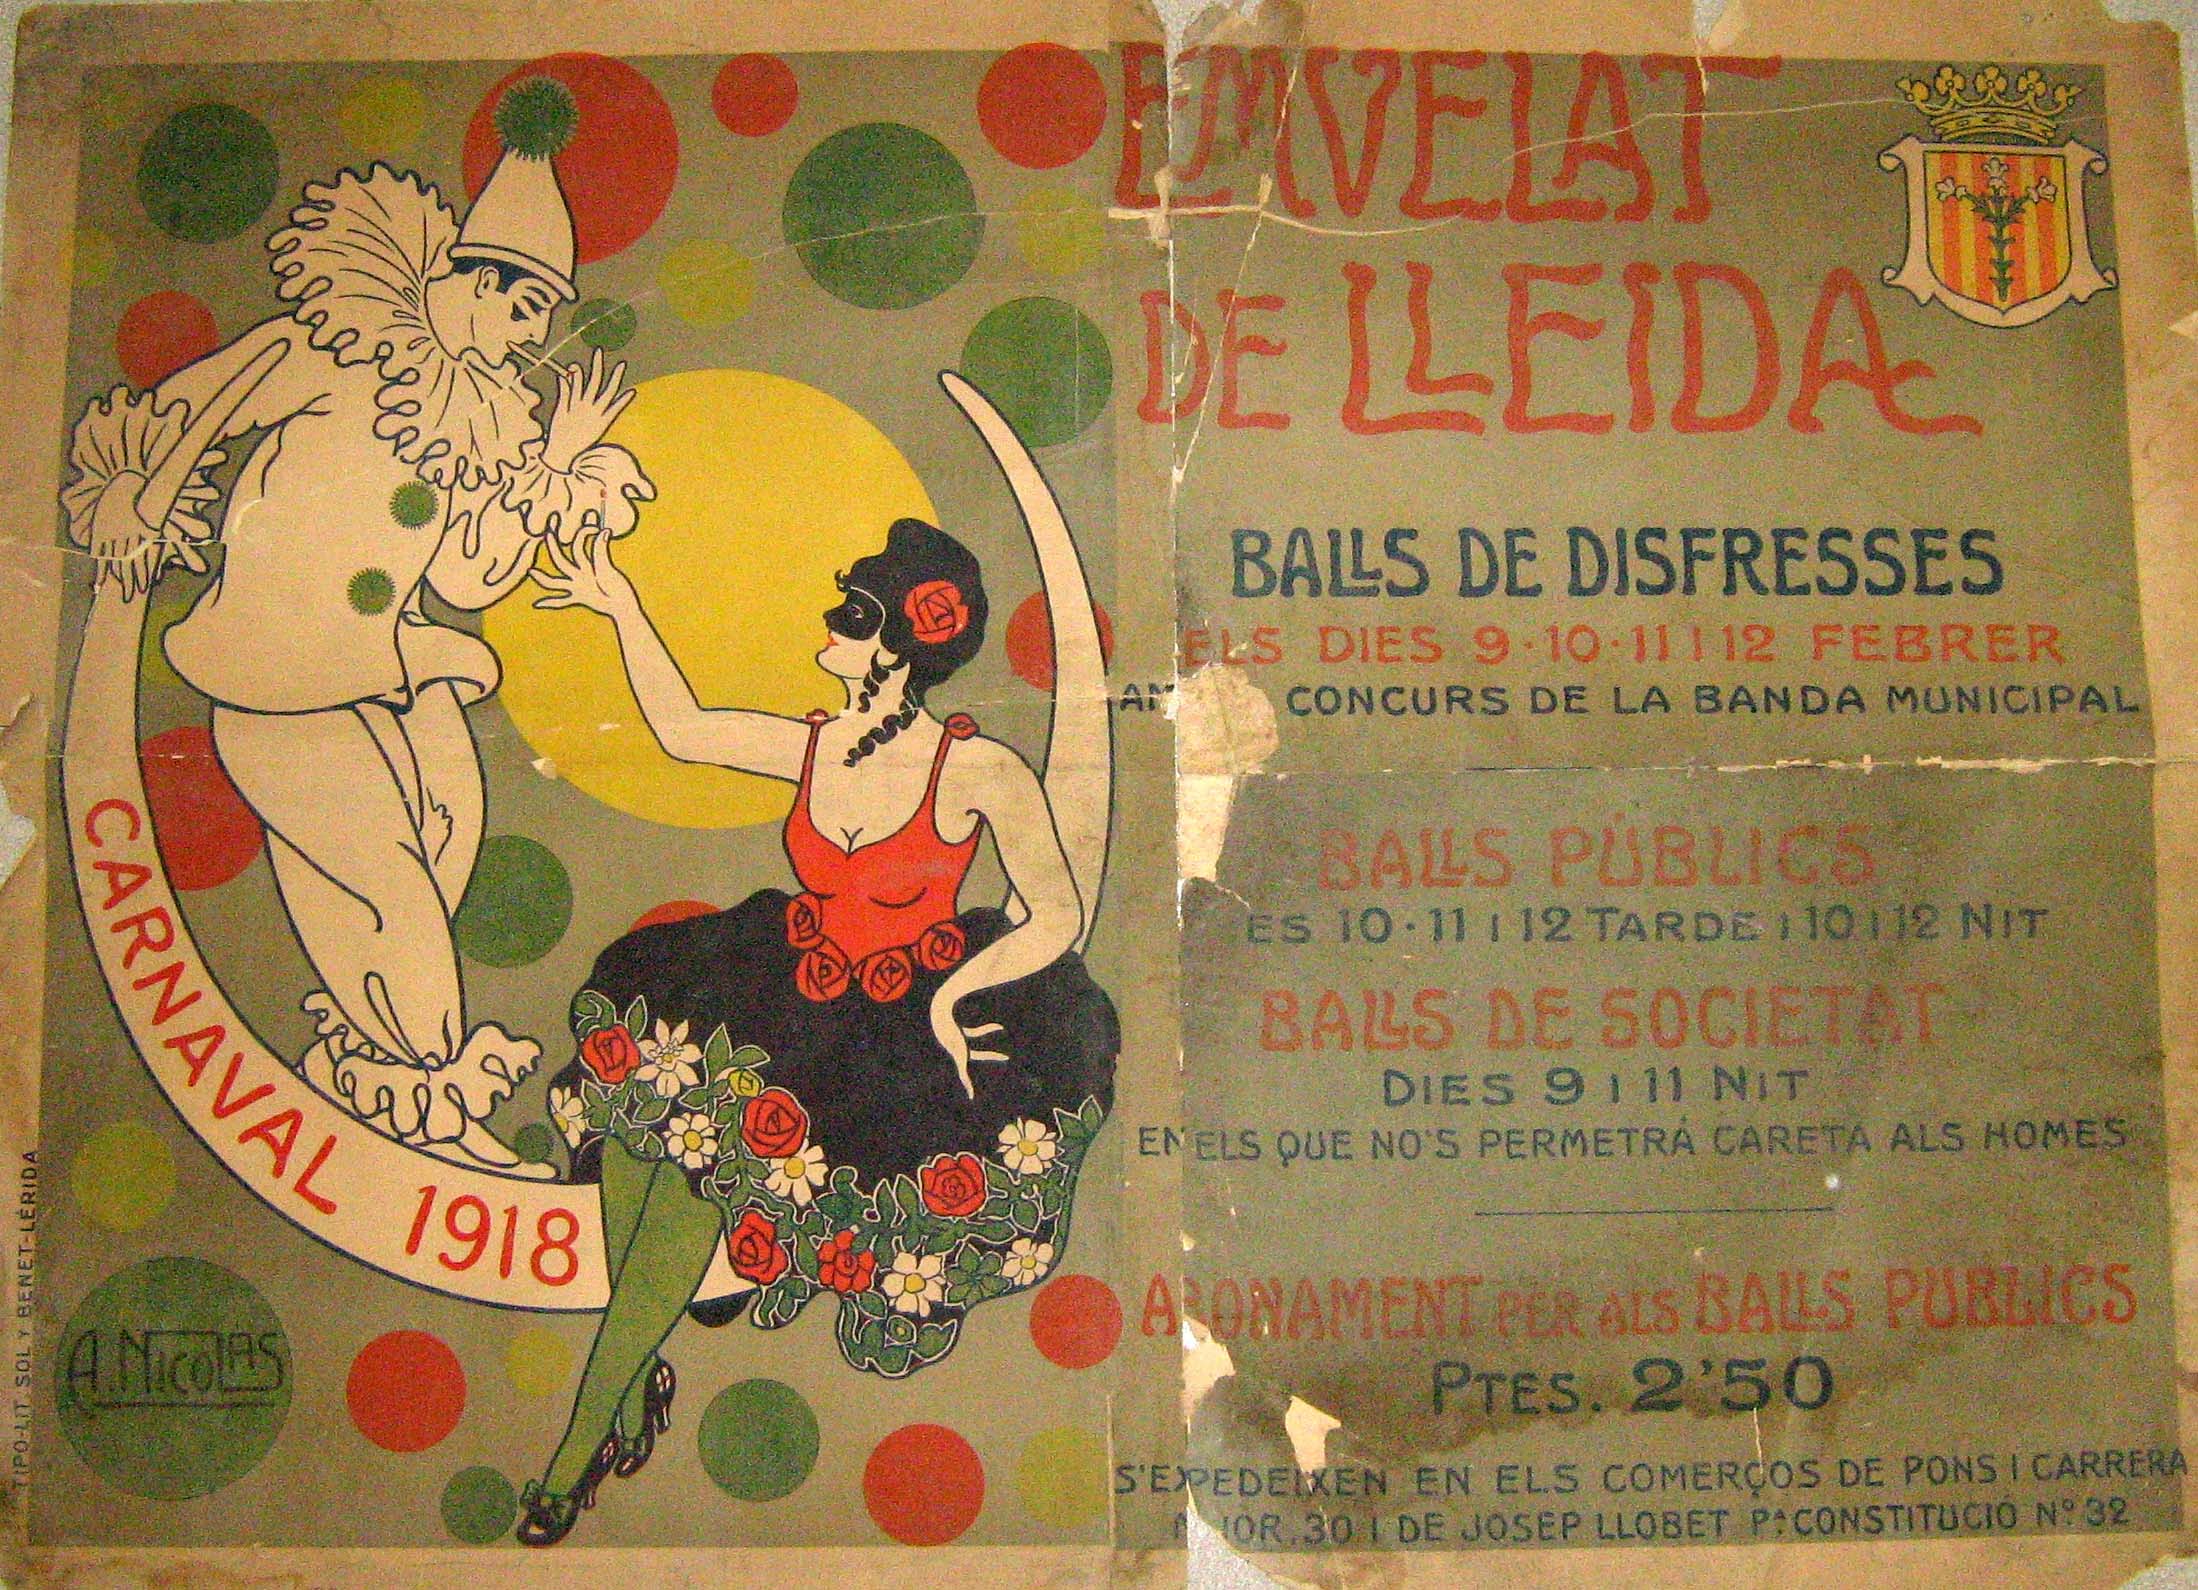 EMVELAT
DE LLEIDA
BALLS DE DISFRESSES
ELS DIES 9·10·11 I 12 FEBRER
CONCURS DE LA BANDA MUNICIPAL
BALLS PÚBLICS
10·11 I 12 TARDE I 10 I 12 NIT
BALLS DE SOCIETAT
DIES 9 I 11 NIT
EN ELS QUE NO'S PERMETRÁ CARETA ALS HOMES
ABONAMENT PER ALS BALLS PÚBLICS
PTES. 2'50
S'EXPEDEIXEN EN ELS COMERÇOS DE PONS I CARRERA
30 I DE JOSEP LLOBET Pª CONSTITUCIÓ Nº 32
CARNAVAL 1918
A. NICOLAS
TIPO-LIT SOL Y BENET-LÉRIDA